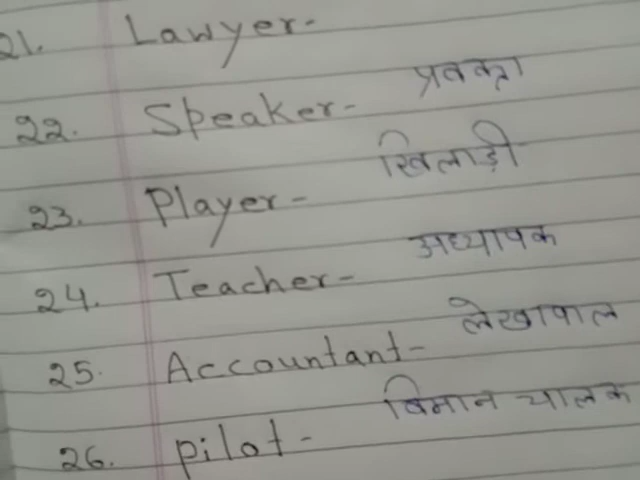 21. Lawyer-
22. Speaker- प्रवक्ता
23. Player- खिलाड़ी
24. Teacher- अध्यापक
25. Accountant- लेखापाल
26. Pilot- विमान चालक